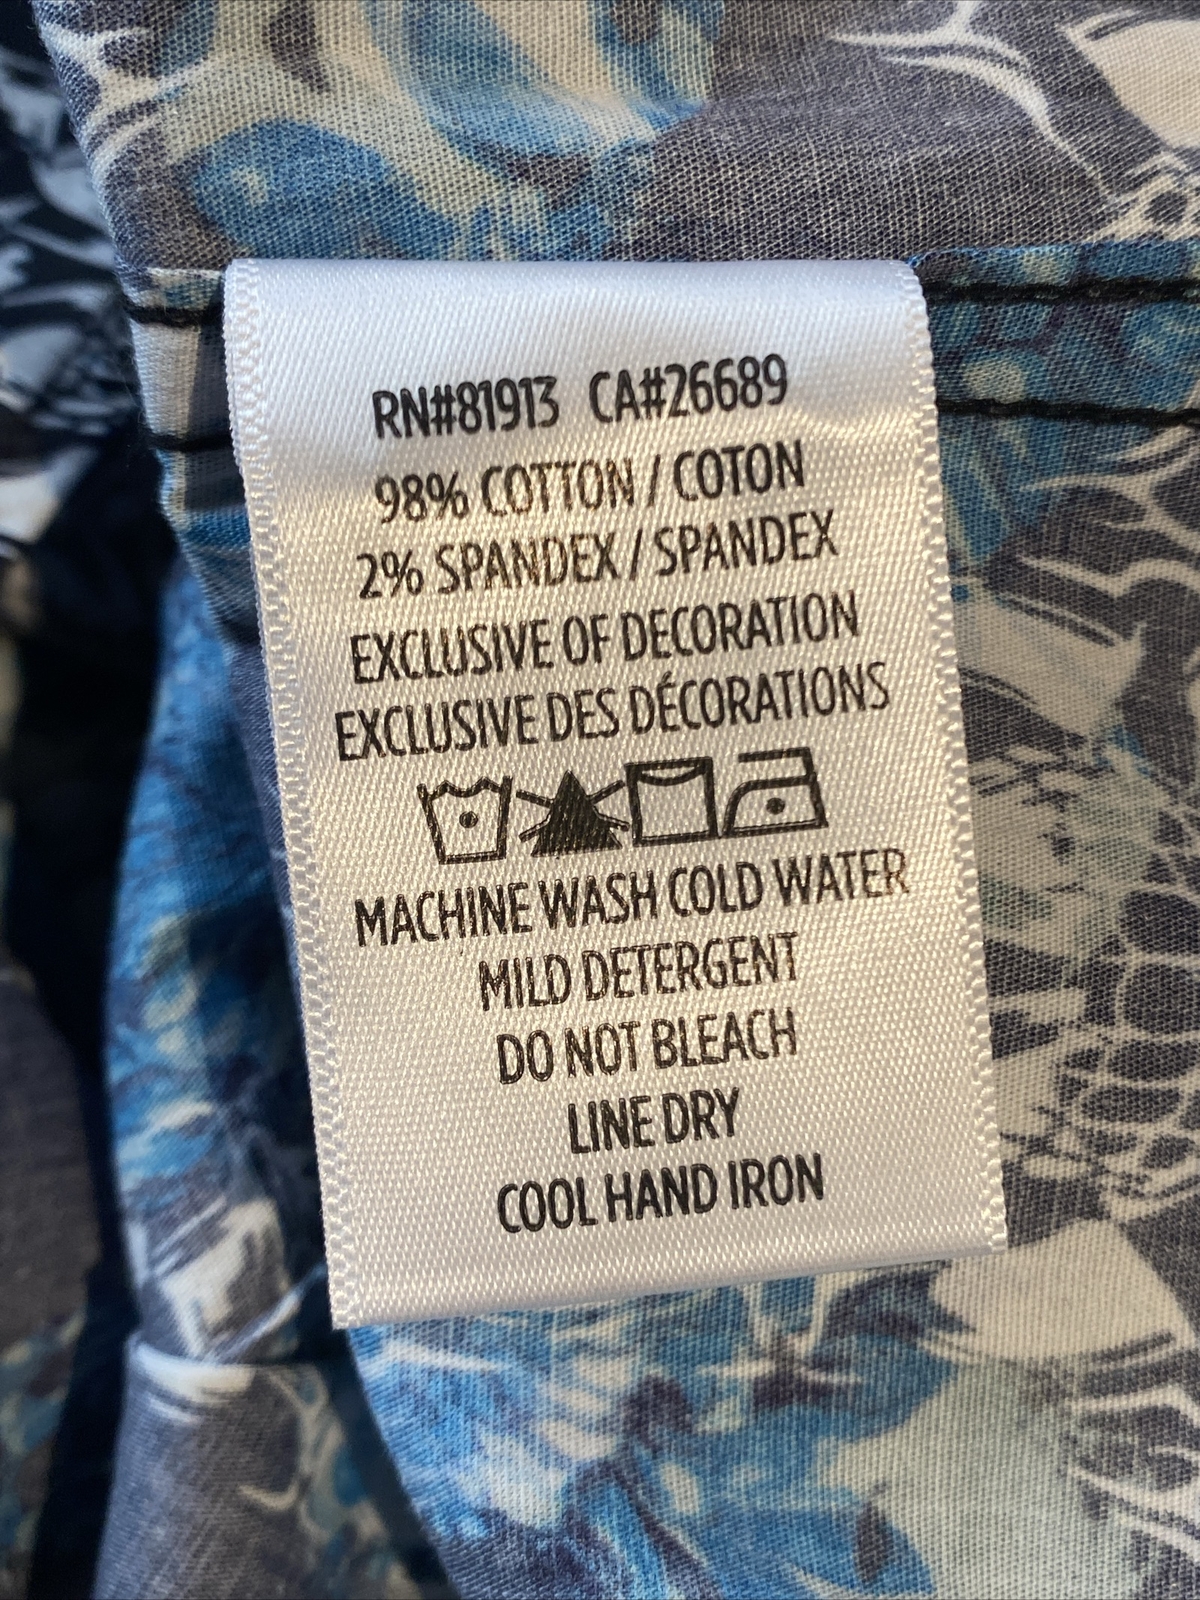 RN#81913 CA#26689
98% COTTON / COTON
2% SPANDEX / SPANDEX
EXCLUSIVE OF DECORATION
EXCLUSIVE DES DÉCORATIONS
MACHINE WASH COLD WATER
MILD DETERGENT
DO NOT BLEACH
LINE DRY
COOL HAND IRON